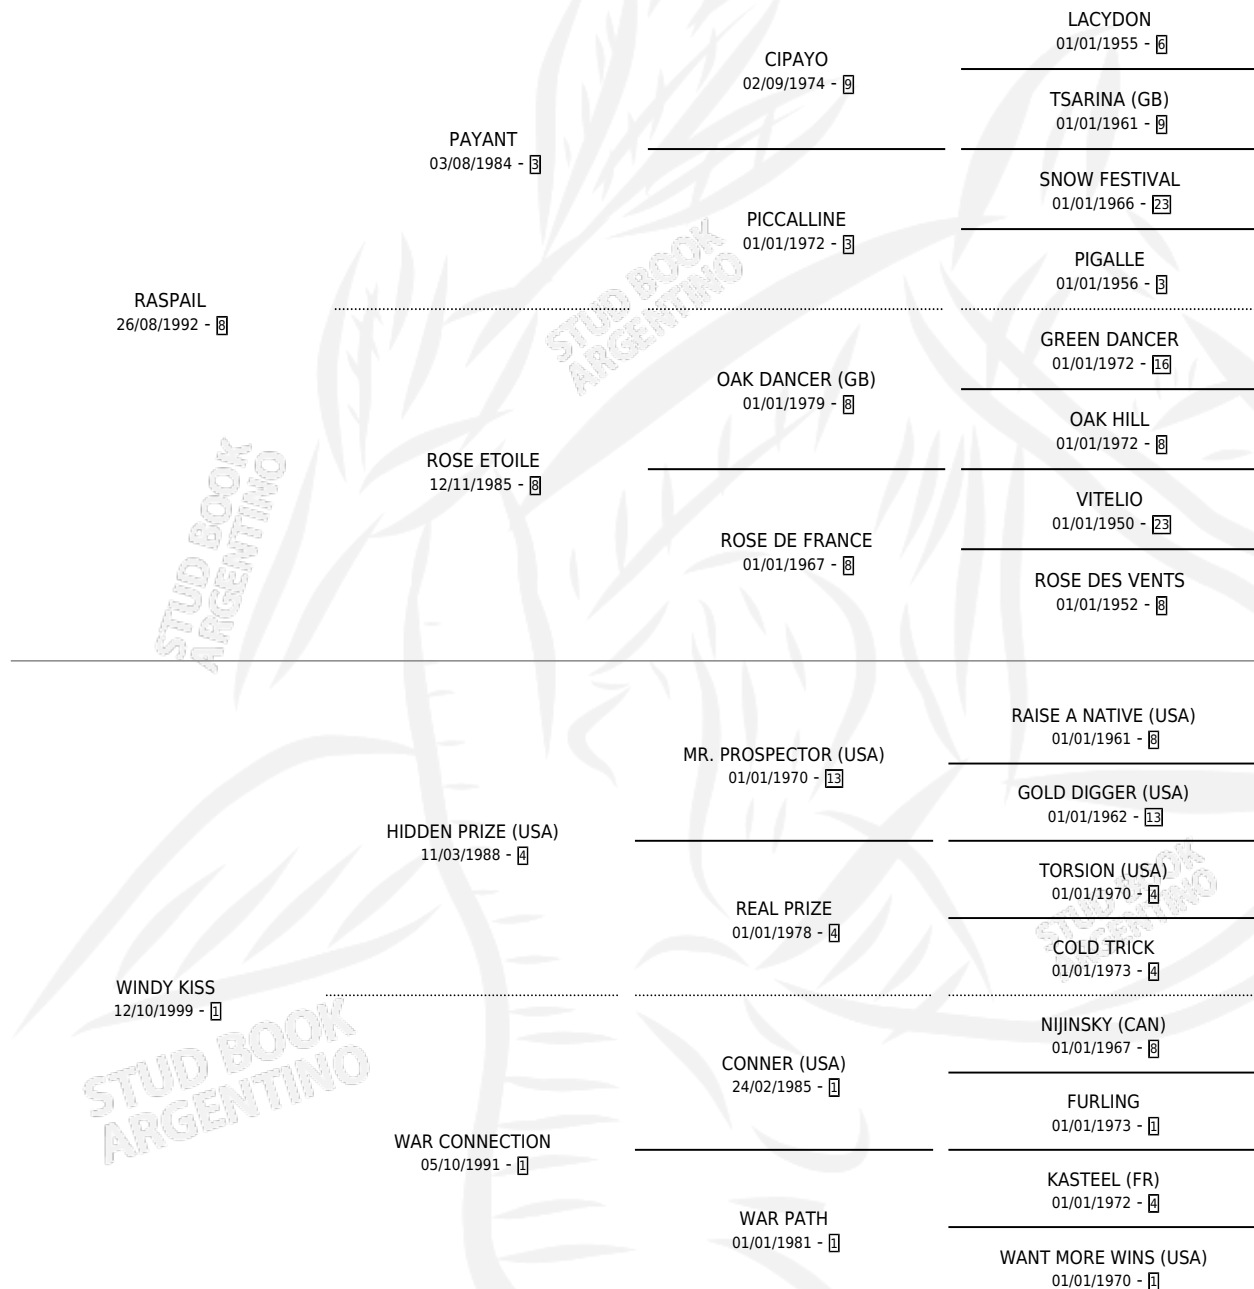 LACYDON
01/01/1955 - 6
CIPAYO
02/09/1974 - 9
TSARINA (GB)
01/01/1961 - 9
PAYANT
03/08/1984 - 3
SNOW FESTIVAL
01/01/1966 - 23
PICCALLINE
01/01/1972 - 3
PIGALLE
01/01/1956 - 3
RASPAIL
26/08/1992 - 8
GREEN DANCER
01/01/1972 - 16
OAK DANCER (GB)
01/01/1979 - 8
OAK HILL
01/01/1972 - 8
ROSE ETOILE
12/11/1985 - 8
VITELIO
01/01/1950 - 23
ROSE DE FRANCE
01/01/1967 - 8
ROSE DES VENTS
01/01/1952 - 8
RAISE A NATIVE (USA)
01/01/1961 - 8
MR. PROSPECTOR (USA)
01/01/1970 - 13
GOLD DIGGER (USA)
01/01/1962 - 13
HIDDEN PRIZE (USA)
11/03/1988 - 4
TORSION (USA)
01/01/1970 - 4
REAL PRIZE
01/01/1978 - 4
COLD TRICK
01/01/1973 - 4
WINDY KISS
12/10/1999 - 1
NIJINSKY (CAN)
01/01/1967 - 8
CONNER (USA)
24/02/1985 - 1
FURLING
01/01/1973 - 1
WAR CONNECTION
05/10/1991 - 1
KASTEEL (FR)
01/01/1972 - 4
WAR PATH
01/01/1981 - 1
WANT MORE WINS (USA)
01/01/1970 - 1
STUD BOOK
ARGENTINO
STUD BOOK
ARGENTINO
STUD BOOK
ARGENTINO
STUD BOOK
ARGENTINO